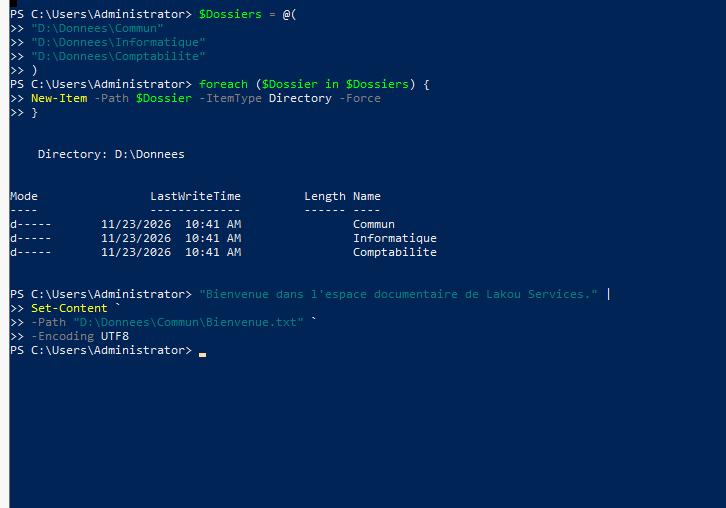 PS C:\Users\Administrator> $Dossiers = @(
>> "D:\Donnees\Commun"
>> "D:\Donnees\Informatique"
>> "D:\Donnees\Comptabilite"
>> )
PS C:\Users\Administrator> foreach ($Dossier in $Dossiers) {
>> New-Item -Path $Dossier -ItemType Directory -Force
>> }
Directory: D:\Donnees
Mode LastWriteTime Length Name
---- ------------- ------ ----
d----- 11/23/2026 10:41 AM Commun
d----- 11/23/2026 10:41 AM Informatique
d----- 11/23/2026 10:41 AM Comptabilite
PS C:\Users\Administrator> "Bienvenue dans l'espace documentaire de Lakou Services." |
>> Set-Content `
>> -Path "D:\Donnees\Commun\Bienvenue.txt" `
>> -Encoding UTF8
PS C:\Users\Administrator>